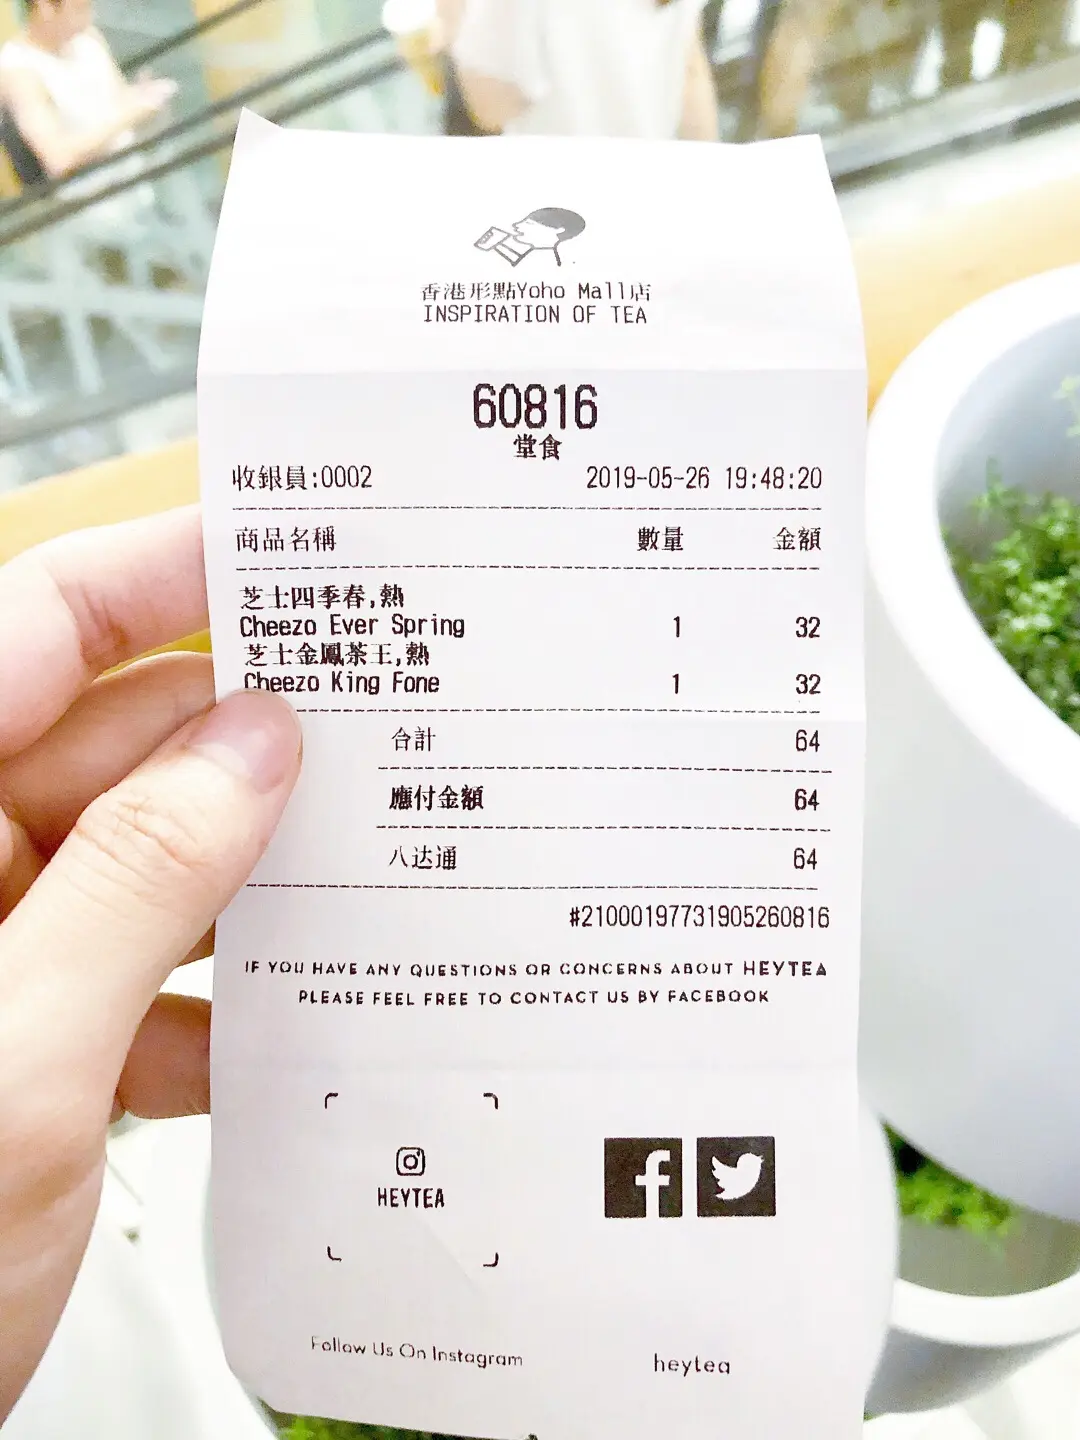 香港形點Yoho Mall店
INSPIRATION OF TEA
60816
堂食
收銀員:0002 2019-05-26 19:48:20
商品名稱 數量 金額
芝士四季春,熱
Cheezo Ever Spring 1 32
芝士金鳳茶王,熱
Cheezo King Fone 1 32
合計 64
應付金額 64
八达通 64
#21000197731905260816
IF YOU HAVE ANY QUESTIONS OR CONCERNS ABOUT HEYTEA
PLEASE FEEL FREE TO CONTACT US BY FACEBOOK
HEYTEA
Follow Us On Instagram heytea